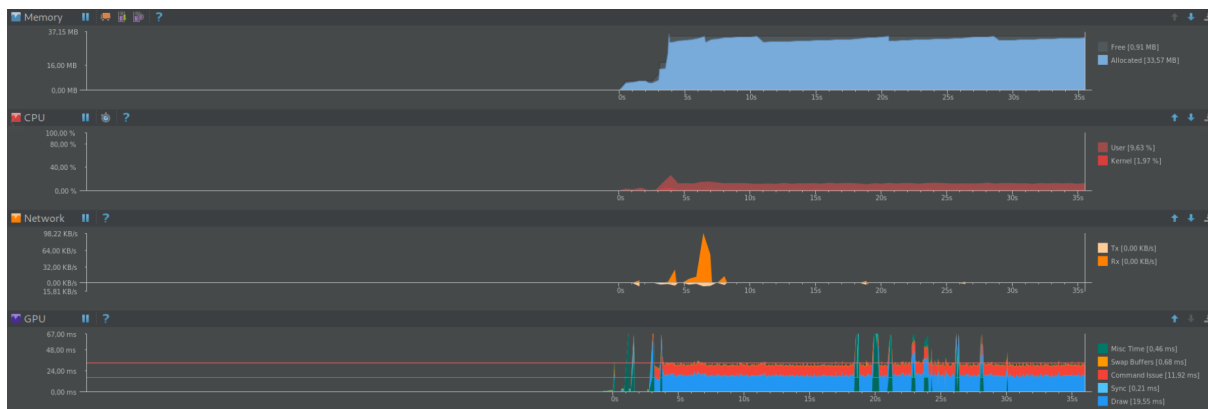 Memory ?
37,15 MB
16,00 MB
0,00 MB
Free [0,91 MB]
Allocated [33,57 MB]
0s 5s 10s 15s 20s 25s 30s 35s
CPU ?
100,00 %
80,00 %
40,00 %
0,00 %
User [9,63 %]
Kernel [1,97 %]
0s 5s 10s 15s 20s 25s 30s 35s
Network ?
98,22 KB/s
64,00 KB/s
32,00 KB/s
0,00 KB/s
15,81 KB/s
Tx [0,00 KB/s]
Rx [0,00 KB/s]
0s 5s 10s 15s 20s 25s 30s 35s
GPU ?
67,00 ms
48,00 ms
24,00 ms
0,00 ms
Misc Time [0,46 ms]
Swap Buffers [0,68 ms]
Command Issue [11,92 ms]
Sync [0,21 ms]
Draw [19,55 ms]
0s 5s 10s 15s 20s 25s 30s 35s